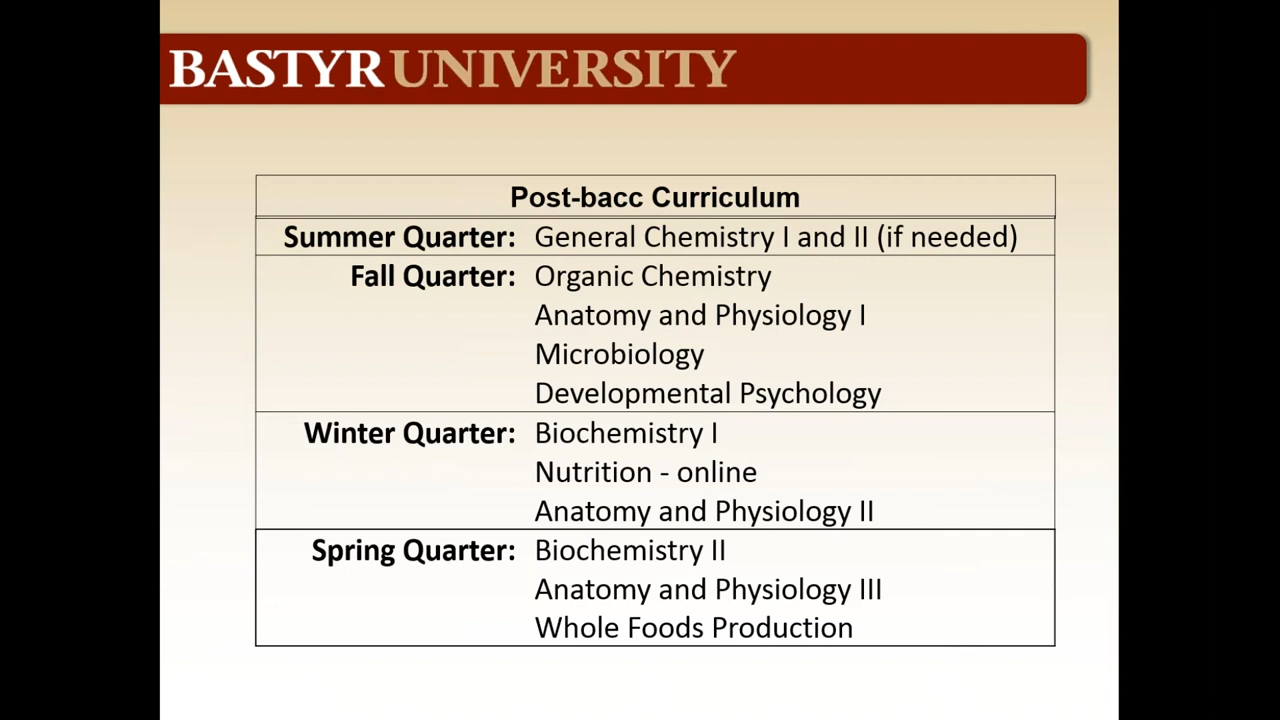 BASTYR UNIVERSITY
Post-bacc Curriculum
Summer Quarter: General Chemistry I and II (if needed)
Fall Quarter: Organic Chemistry
Anatomy and Physiology I
Microbiology
Developmental Psychology
Winter Quarter: Biochemistry I
Nutrition - online
Anatomy and Physiology II
Spring Quarter: Biochemistry II
Anatomy and Physiology III
Whole Foods Production